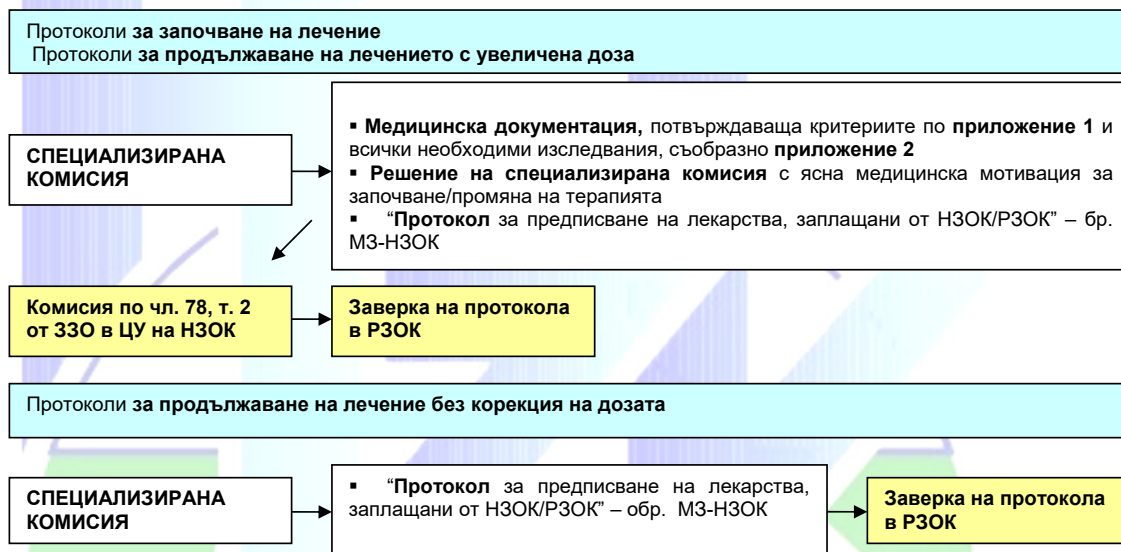 Протоколи за започване на лечение
Протоколи за продължаване на лечението с увеличена доза
СПЕЦИАЛИЗИРАНА
КОМИСИЯ
▪ Медицинска документация, потвърждаваща критериите по приложение 1 и
всички необходими изследвания, съобразно приложение 2
▪ Решение на специализирана комисия с ясна медицинска мотивация за
започване/промяна на терапията
▪ “Протокол за предписване на лекарства, заплащани от НЗОК/РЗОК” – бр.
МЗ-НЗОК
Комисия по чл. 78, т. 2
от ЗЗО в ЦУ на НЗОК
Заверка на протокола
в РЗОК
Протоколи за продължаване на лечение без корекция на дозата
СПЕЦИАЛИЗИРАНА
КОМИСИЯ
▪ “Протокол за предписване на лекарства,
заплащани от НЗОК/РЗОК” – обр. МЗ-НЗОК
Заверка на протокола
в РЗОК